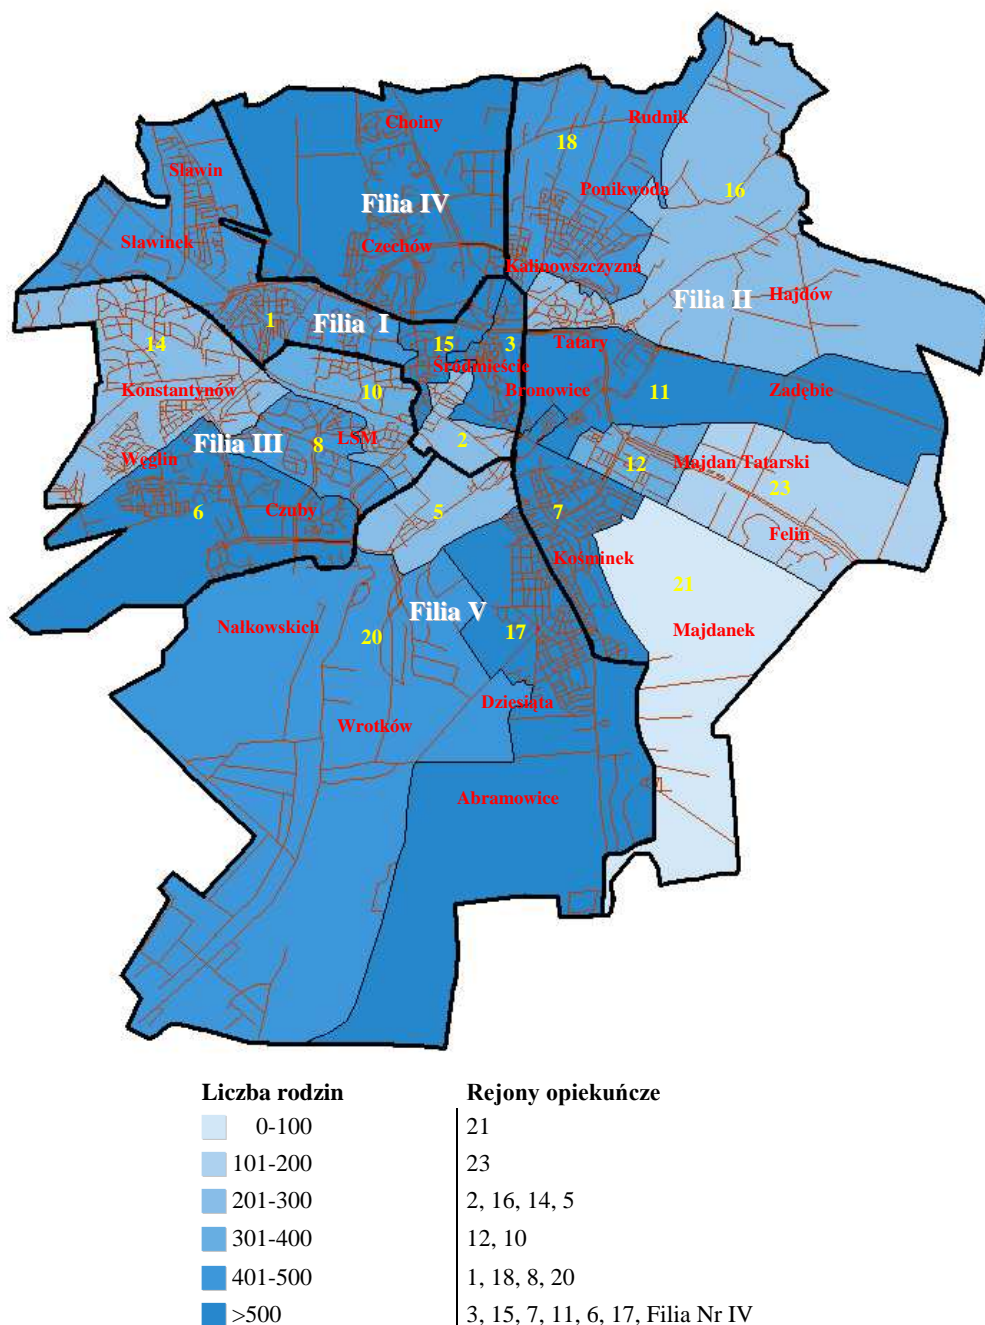 Choiny
Rudnik
18
Sławin
Ponikwoda
16
Filia IV
Sławinek
Czechów
Kalinowszczyzna
Hajdów
Filia II
1
Filia I
14
15
3
Tatary
Śródmieście
Konstantynów
10
Bronowice
11
Zadębie
Filia III
8
LSM
2
Węglin
12
Majdan Tatarski
23
6
Czuby
5
7
Felin
Kośminek
21
Nałkowskich
Filia V
20
17
Majdanek
Dziesiąta
Wrotków
Abramowice
Liczba rodzin Rejony opiekuńcze
0-100 21
101-200 23
201-300 2, 16, 14, 5
301-400 12, 10
401-500 1, 18, 8, 20
>500 3, 15, 7, 11, 6, 17, Filia Nr IV